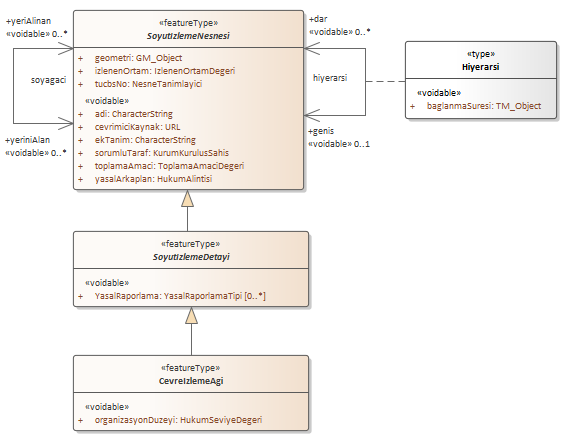 +yeriAlinan
«voidable» 0..*
soyagaci
+yeriniAlan
«voidable» 0..*
«featureType»
SoyutIzlemeNesnesi
+ geometri: GM_Object
+ izlenenOrtam: IzlenenOrtamDegeri
+ tucbsNo: NesneTanimlayici
«voidable»
+ adi: CharacterString
+ cevrimiciKaynak: URL
+ ekTanim: CharacterString
+ sorumluTaraf: KurumKurulusSahis
+ toplamaAmaci: ToplamaAmaciDegeri
+ yasalArkaplan: HukumAlintisi
+dar
«voidable» 0..*
hiyerarsi
+genis
«voidable» 0..1
«type»
Hiyerarsi
«voidable»
+ baglanmaSuresi: TM_Object
«featureType»
SoyutIzlemeDetayi
«voidable»
+ YasalRaporlama: YasalRaporlamaTipi [0..*]
«featureType»
CevreIzlemeAgi
«voidable»
+ organizasyonDuzeyi: HukumSeviyeDegeri